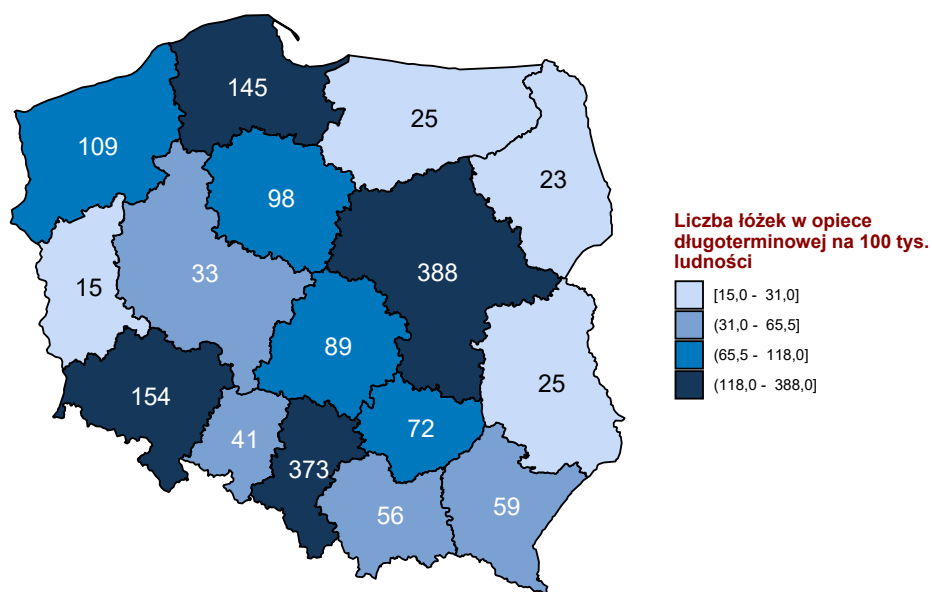 145
25
109
23
98
33
388
15
89
25
154
72
41
373
59
56
Liczba łóżek w opiece
długoterminowej na 100 tys.
ludności
[15,0 - 31,0]
(31,0 - 65,5]
(65,5 - 118,0]
(118,0 - 388,0]